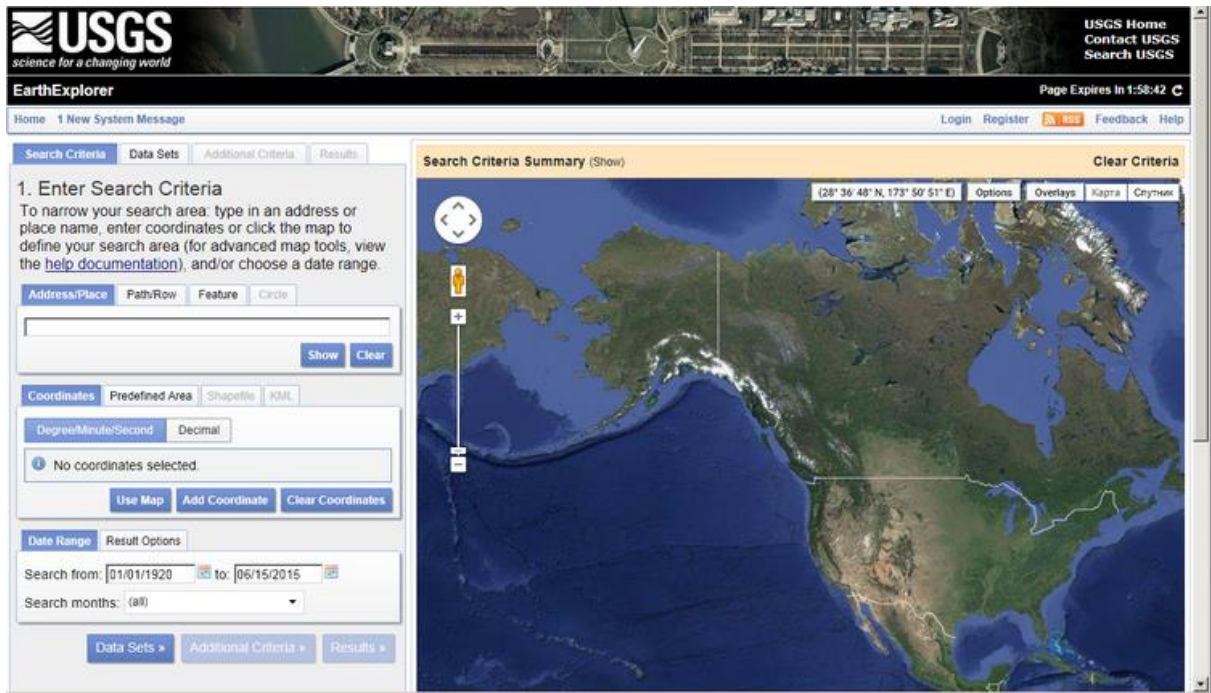 USGS
science for a changing world
USGS Home
Contact USGS
Search USGS
EarthExplorer
Page Expires In 1:58:42
Home 1 New System Message
Login Register RSS Feedback Help
Search Criteria Data Sets Additional Criteria Results
1. Enter Search Criteria
To narrow your search area: type in an address or
place name, enter coordinates or click the map to
define your search area (for advanced map tools, view
the help documentation), and/or choose a date range.
Address/Place Path/Row Feature Circle
Show Clear
Coordinates Predefined Area Shapefile KML
Degree/Minute/Second Decimal
No coordinates selected.
Use Map Add Coordinate Clear Coordinates
Date Range Result Options
Search from: 01/01/1920 to: 06/15/2015
Search months: (all)
Data Sets » Additional Criteria » Results »
Search Criteria Summary (Show) Clear Criteria
(28° 36' 48" N, 173° 50' 51" E) Options Overlays Карта Спутник